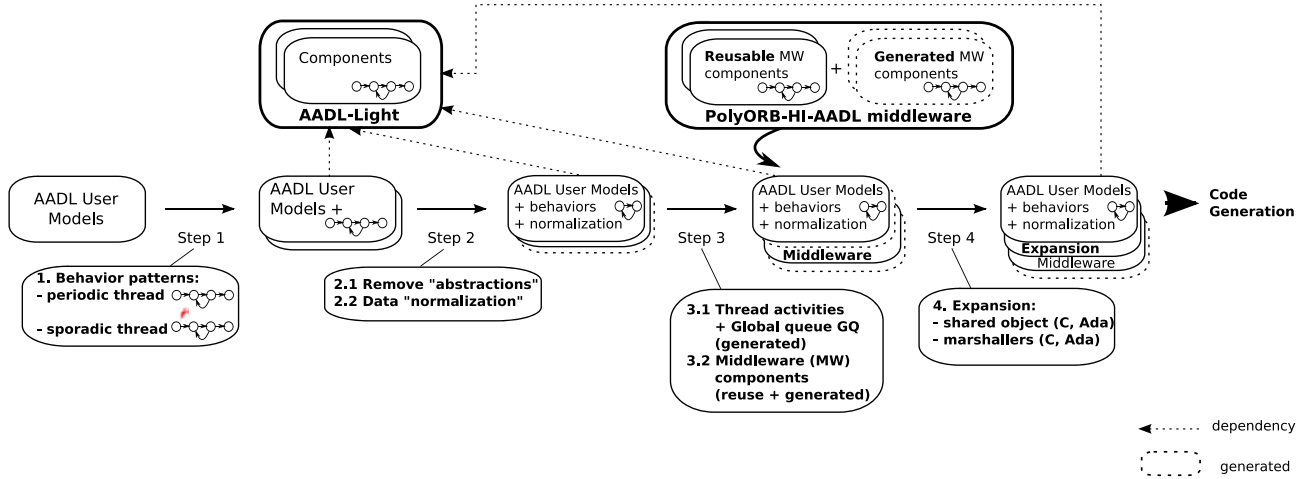 Components
AADL-Light
Reusable MW
components
+
Generated MW
components
PolyORB-HI-AADL middleware
AADL User
Models
AADL User
Models +
AADL User Models
+ behaviors
+ normalization
AADL User Models
+ behaviors
+ normalization
Middleware
AADL User Models
+ behaviors
+ normalization
Expansion
Middleware
Code
Generation
Step 1
Step 2
Step 3
Step 4
1. Behavior patterns:
- periodic thread
- sporadic thread
2.1 Remove "abstractions"
2.2 Data "normalization"
3.1 Thread activities
+ Global queue GQ
(generated)
3.2 Middleware (MW)
components
(reuse + generated)
4. Expansion:
- shared object (C, Ada)
- marshallers (C, Ada)
dependency
generated